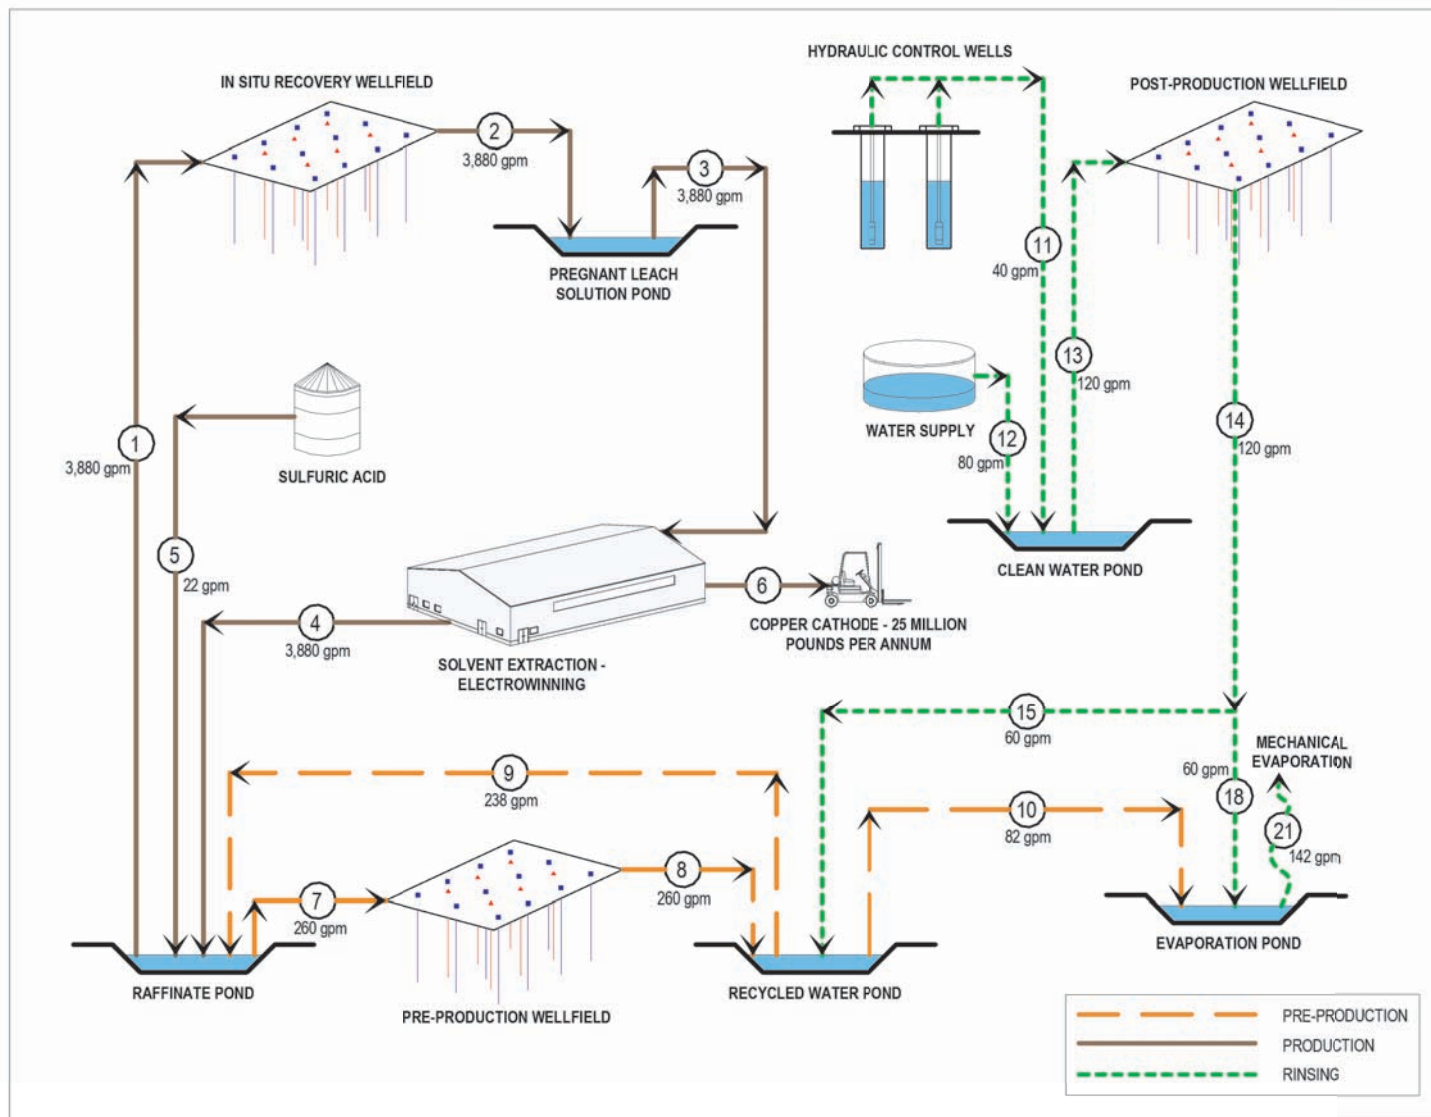 HYDRAULIC CONTROL WELLS
IN SITU RECOVERY WELLFIELD
POST-PRODUCTION WELLFIELD
2
3,880 gpm
3
3,880 gpm
11
40 gpm
PREGNANT LEACH
SOLUTION POND
13
120 gpm
1
3,880 gpm
SULFURIC ACID
WATER SUPPLY
12
80 gpm
14
120 gpm
5
22 gpm
CLEAN WATER POND
6
COPPER CATHODE - 25 MILLION
POUNDS PER ANNUM
4
3,880 gpm
SOLVENT EXTRACTION -
ELECTROWINNING
15
60 gpm
MECHANICAL
EVAPORATION
9
238 gpm
60 gpm
18
10
82 gpm
21
142 gpm
8
260 gpm
7
260 gpm
EVAPORATION POND
RAFFINATE POND
RECYCLED WATER POND
PRE-PRODUCTION WELLFIELD
PRE-PRODUCTION
PRODUCTION
RINSING